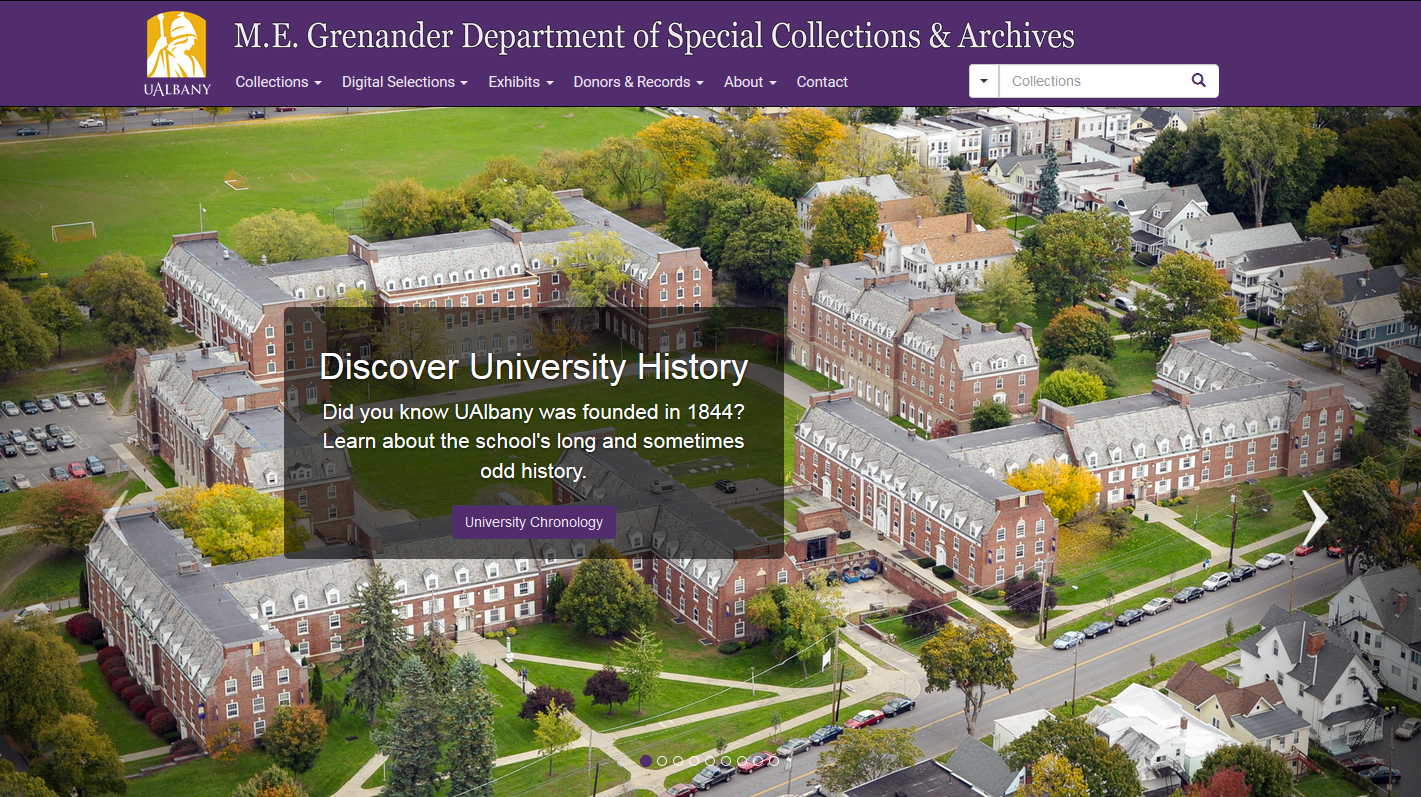 M.E. Grenander Department of Special Collections & Archives
UALBANY
Collections Digital Selections Exhibits Donors & Records About Contact
Collections
Discover University History
Did you know UAlbany was founded in 1844?
Learn about the school's long and sometimes
odd history.
University Chronology